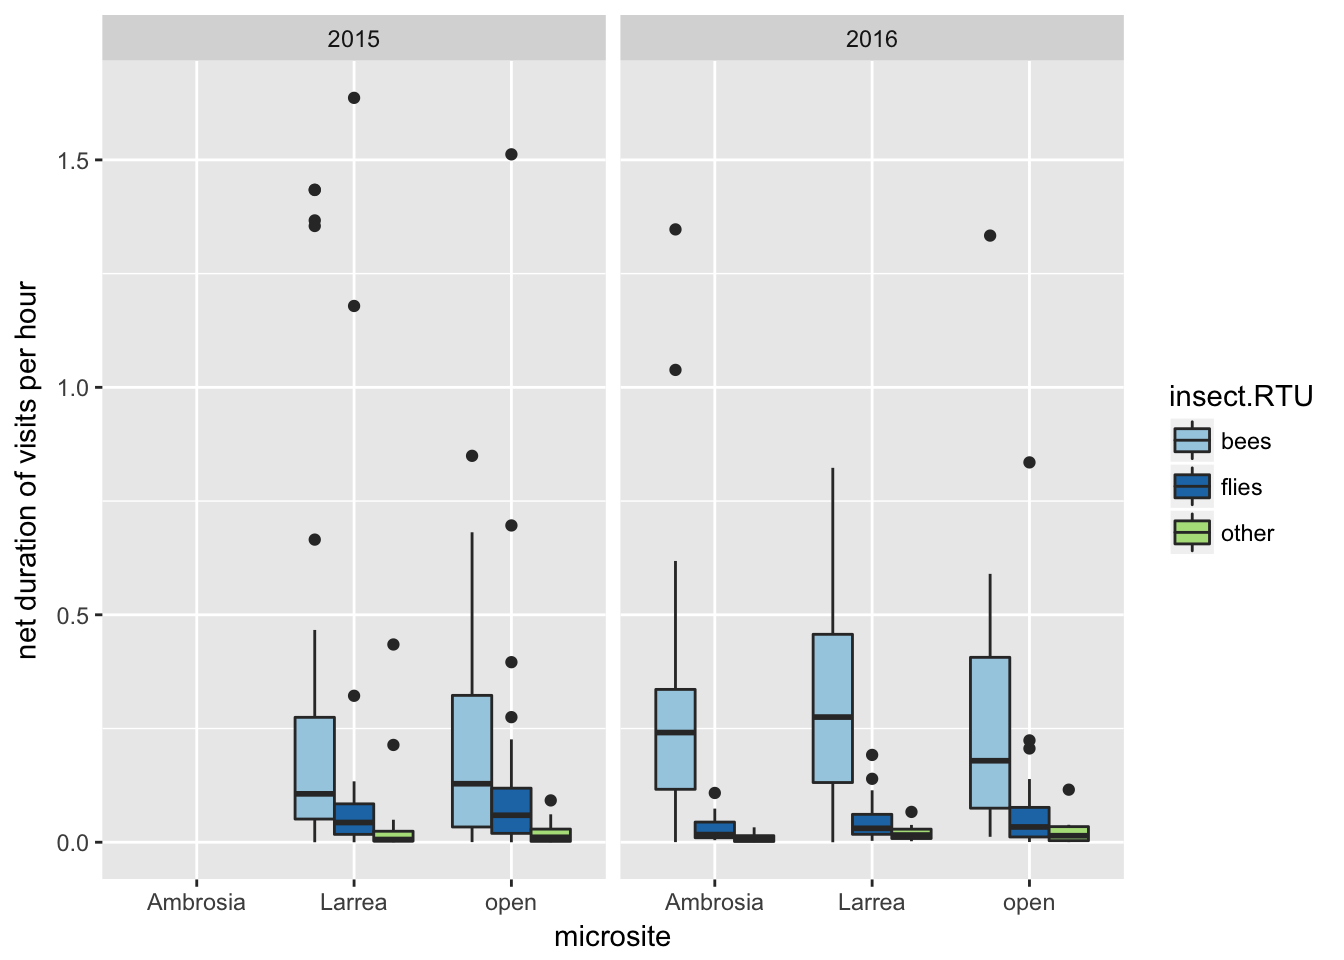 2015
2016
net duration of visits per hour
1.5
1.0
0.5
0.0
Ambrosia
Larrea
open
Ambrosia
Larrea
open
microsite
insect.RTU
bees
flies
other